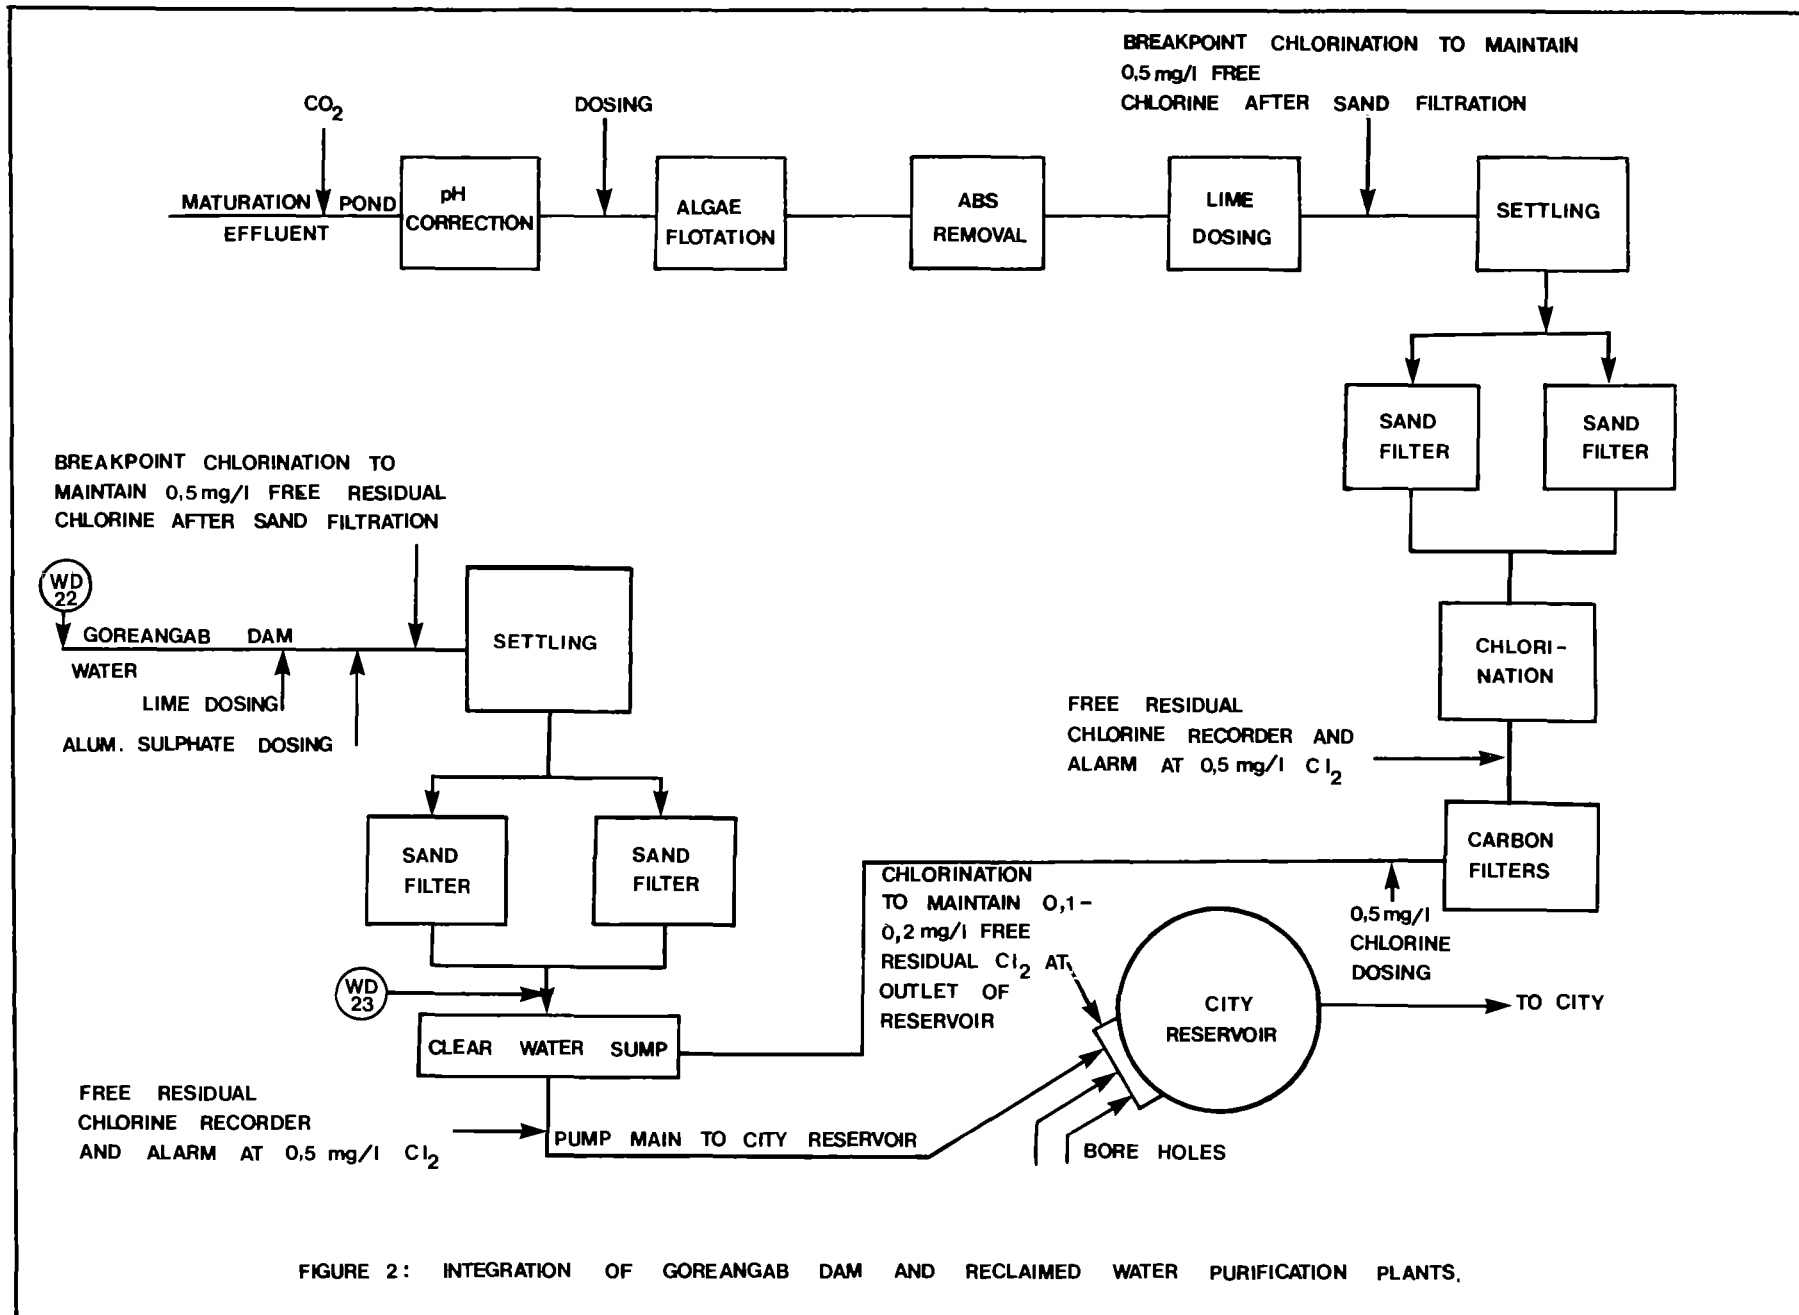 BREAKPOINT CHLORINATION TO MAINTAIN
0,5 mg/l FREE
CHLORINE AFTER SAND FILTRATION
CO2
DOSING
MATURATION POND
EFFLUENT
pH
CORRECTION
ALGAE
FLOTATION
ABS
REMOVAL
LIME
DOSING
SETTLING
SAND
FILTER
SAND
FILTER
BREAKPOINT CHLORINATION TO
MAINTAIN 0,5 mg/l FREE RESIDUAL
CHLORINE AFTER SAND FILTRATION
WD
22
GOREANGAB DAM
WATER
LIME DOSING
ALUM. SULPHATE DOSING
SETTLING
CHLORI-
NATION
FREE RESIDUAL
CHLORINE RECORDER AND
ALARM AT 0,5 mg/l Cl2
SAND
FILTER
SAND
FILTER
CARBON
FILTERS
CHLORINATION
TO MAINTAIN 0,1-
0,2 mg/l FREE
RESIDUAL Cl2 AT
OUTLET OF
RESERVOIR
0,5 mg/l
CHLORINE
DOSING
WD
23
CLEAR WATER SUMP
CITY
RESERVOIR
TO CITY
FREE RESIDUAL
CHLORINE RECORDER
AND ALARM AT 0,5 mg/l Cl2
PUMP MAIN TO CITY RESERVOIR
BORE HOLES
FIGURE 2: INTEGRATION OF GOREANGAB DAM AND RECLAIMED WATER PURIFICATION PLANTS.